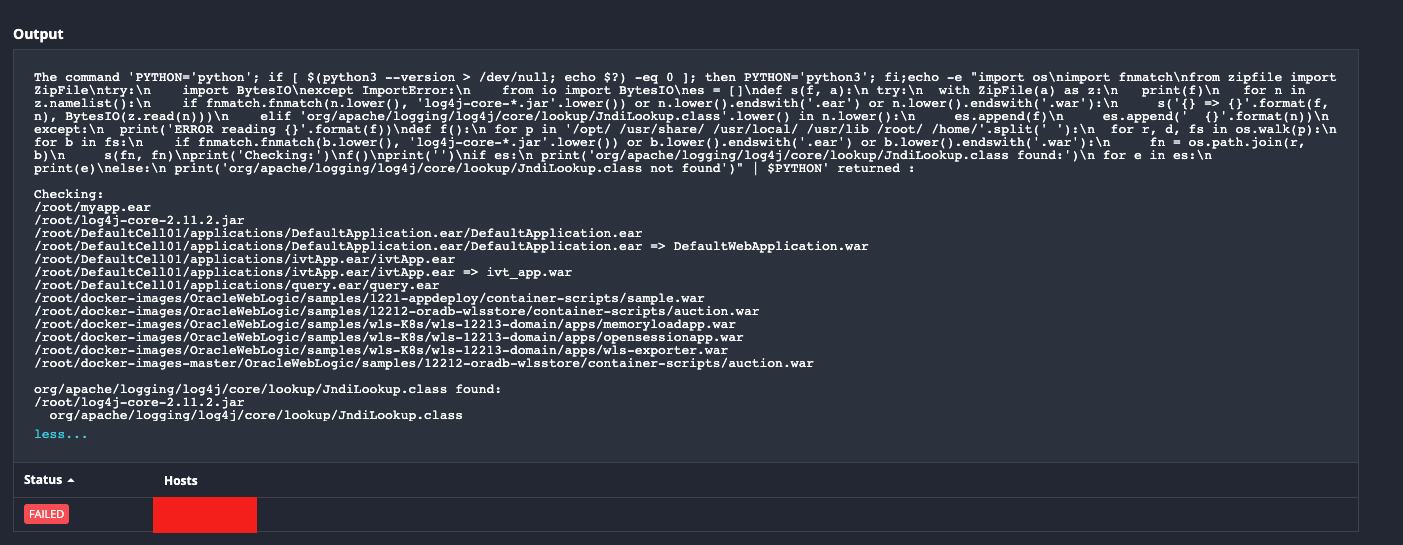 Output
The command 'PYTHON='python'; if [ $(python3 --version > /dev/null; echo $?) -eq 0 ]; then PYTHON='python3'; fi;echo -e "import os\nimport fnmatch\nfrom zipfile import
ZipFile\ntry:\n    import BytesIO\nexcept ImportError:\n    from io import BytesIO\nes = []\ndef s(f, a):\n try:\n  with ZipFile(a) as z:\n   print(f)\n   for n in
z.namelist():\n    if fnmatch.fnmatch(n.lower(), 'log4j-core-*.jar'.lower()) or n.lower().endswith('.ear') or n.lower().endswith('.war'):\n     s('{} => {}'.format(f,
n), BytesIO(z.read(n)))\n    elif 'org/apache/logging/log4j/core/lookup/JndiLookup.class'.lower() in n.lower():\n     es.append(f)\n     es.append('  {}'.format(n))\n
except:\n  print('ERROR reading {}'.format(f))\ndef f():\n for p in '/opt/ /usr/share/ /usr/local/ /usr/lib /root/ /home/'.split(' '):\n  for r, d, fs in os.walk(p):\n
for b in fs:\n    if fnmatch.fnmatch(b.lower(), 'log4j-core-*.jar'.lower()) or b.lower().endswith('.ear') or b.lower().endswith('.war'):\n     fn = os.path.join(r,
b)\n     s(fn, fn)\nprint('Checking:')\nf()\nprint('')\nif es:\n print('org/apache/logging/log4j/core/lookup/JndiLookup.class found:')\n for e in es:\n
print(e)\nelse:\n print('org/apache/logging/log4j/core/lookup/JndiLookup.class not found')" | $PYTHON' returned :
Checking:
/root/myapp.ear
/root/log4j-core-2.11.2.jar
/root/DefaultCell01/applications/DefaultApplication.ear/DefaultApplication.ear
/root/DefaultCell01/applications/DefaultApplication.ear/DefaultApplication.ear => DefaultWebApplication.war
/root/DefaultCell01/applications/ivtApp.ear/ivtApp.ear
/root/DefaultCell01/applications/ivtApp.ear/ivtApp.ear => ivt_app.war
/root/DefaultCell01/applications/query.ear/query.ear
/root/docker-images/OracleWebLogic/samples/1221-appdeploy/container-scripts/sample.war
/root/docker-images/OracleWebLogic/samples/12212-oradb-wlsstore/container-scripts/auction.war
/root/docker-images/OracleWebLogic/samples/wls-K8s/wls-12213-domain/apps/memoryloadapp.war
/root/docker-images/OracleWebLogic/samples/wls-K8s/wls-12213-domain/apps/opensessionapp.war
/root/docker-images/OracleWebLogic/samples/wls-K8s/wls-12213-domain/apps/wls-exporter.war
/root/docker-images-master/OracleWebLogic/samples/12212-oradb-wlsstore/container-scripts/auction.war
org/apache/logging/log4j/core/lookup/JndiLookup.class found:
/root/log4j-core-2.11.2.jar
  org/apache/logging/log4j/core/lookup/JndiLookup.class
less...
Status Hosts
FAILED